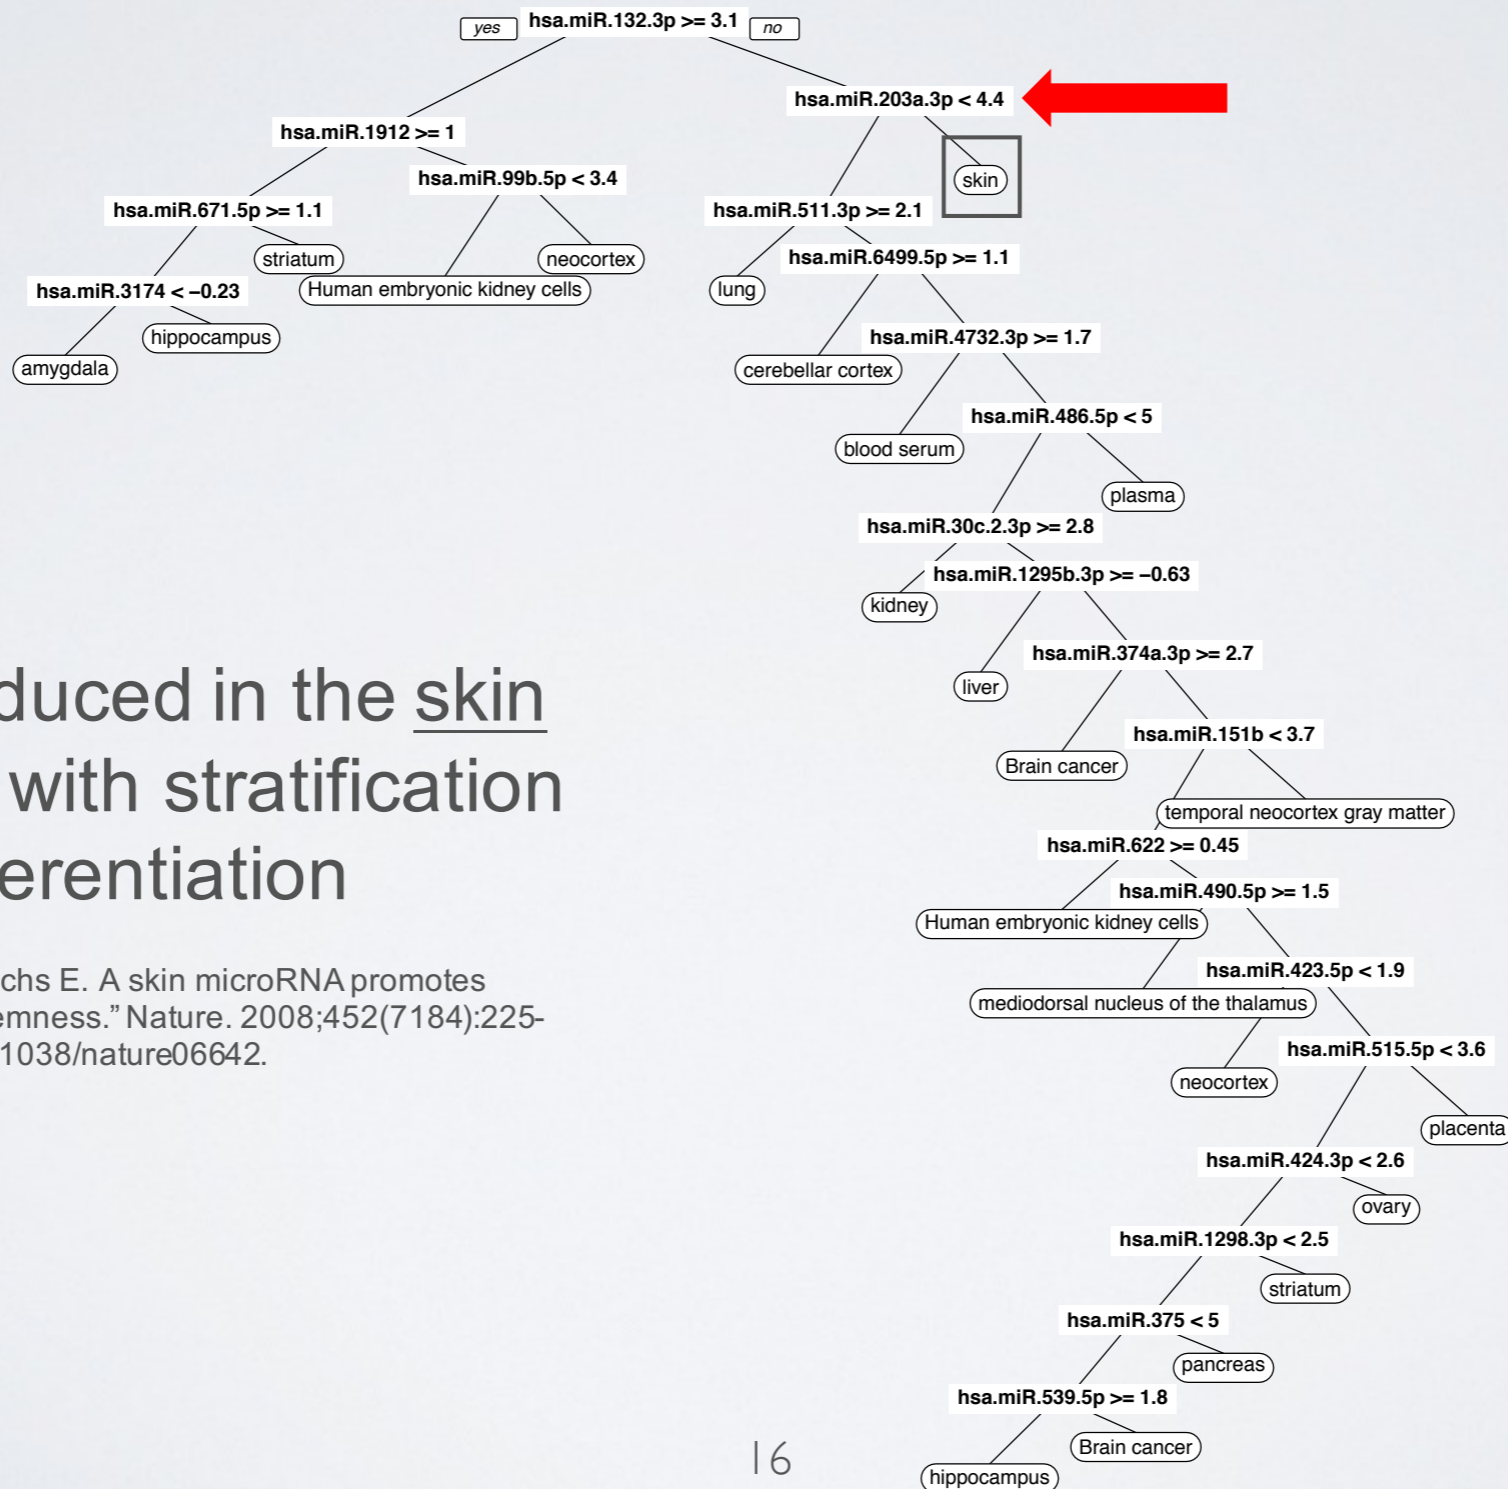 yes hsa.miR.132.3p >= 3.1 no
hsa.miR.203a.3p < 4.4
hsa.miR.1912 >= 1
hsa.miR.99b.5p < 3.4
skin
hsa.miR.671.5p >= 1.1
hsa.miR.511.3p >= 2.1
striatum
neocortex
hsa.miR.6499.5p >= 1.1
hsa.miR.3174 < −0.23
Human embryonic kidney cells
lung
hippocampus
hsa.miR.4732.3p >= 1.7
amygdala
cerebellar cortex
hsa.miR.486.5p < 5
blood serum
plasma
hsa.miR.30c.2.3p >= 2.8
hsa.miR.1295b.3p >= −0.63
kidney
hsa.miR.374a.3p >= 2.7
liver
hsa.miR.151b < 3.7
Brain cancer
temporal neocortex gray matter
hsa.miR.622 >= 0.45
hsa.miR.490.5p >= 1.5
Human embryonic kidney cells
hsa.miR.423.5p < 1.9
mediodorsal nucleus of the thalamus
hsa.miR.515.5p < 3.6
neocortex
placenta
hsa.miR.424.3p < 2.6
ovary
hsa.miR.1298.3p < 2.5
striatum
hsa.miR.375 < 5
pancreas
hsa.miR.539.5p >= 1.8
Brain cancer
hippocampus
duced in the skin
with stratification
erentiation
chs E. A skin microRNA promotes
emness.” Nature. 2008;452(7184):225-
1038/nature06642.
16